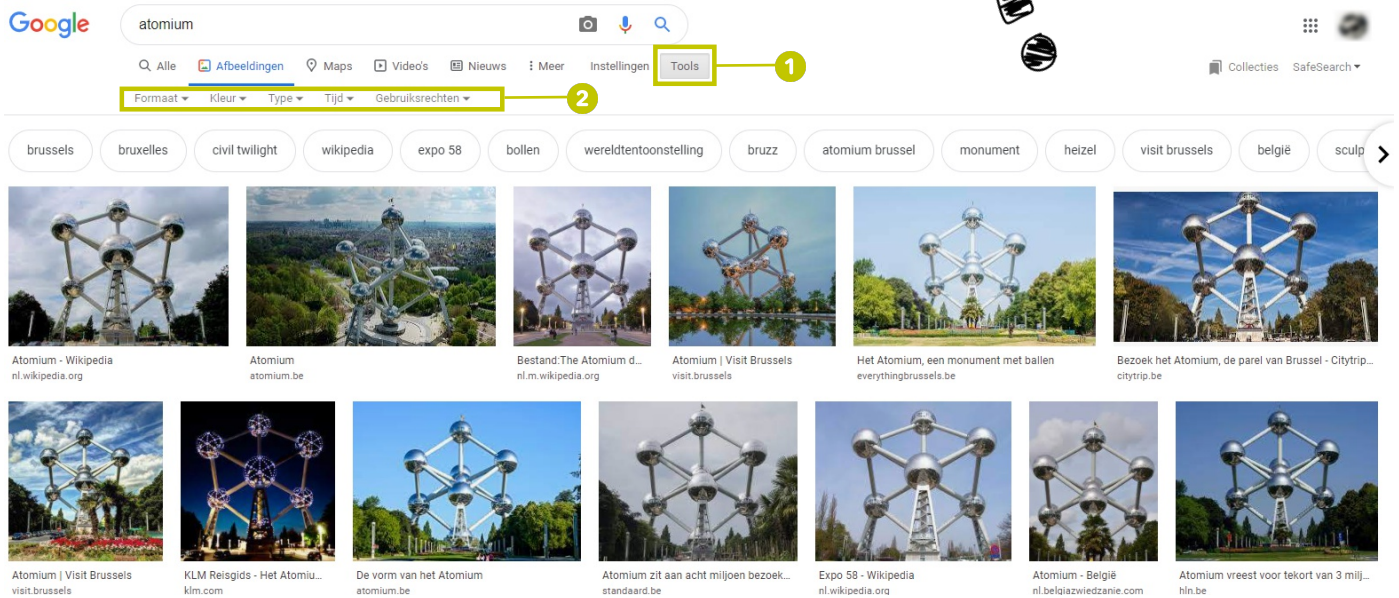 Google
atomium
Alle Afbeeldingen Maps Video's Nieuws Meer Instellingen Tools 1 Collecties SafeSearch
Formaat Kleur Type Tijd Gebruiksrechten 2
brussels bruxelles civil twilight wikipedia expo 58 bollen wereldtentoonstelling bruzz atomium brussel monument heizel visit brussels belgië sculp
Atomium - Wikipedia
nl.wikipedia.org
Atomium
atomium.be
Bestand:The Atomium d...
nl.m.wikipedia.org
Atomium | Visit Brussels
visit.brussels
Het Atomium, een monument met ballen
everythingbrussels.be
Bezoek het Atomium, de parel van Brussel - Citytrip...
citytrip.be
Atomium | Visit Brussels
visit.brussels
KLM Reisgids - Het Atomiu...
klm.com
De vorm van het Atomium
atomium.be
Atomium zit aan acht miljoen bezoek...
standaard.be
Expo 58 - Wikipedia
nl.wikipedia.org
Atomium - België
nl.belgiazwiedzanie.com
Atomium vreest voor tekort van 3 milj...
hln.be